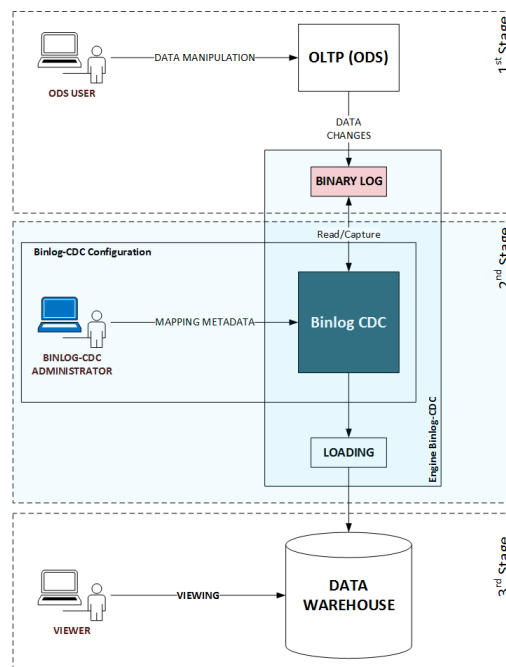 1st Stage
DATA MANIPULATION
OLTP (ODS)
ODS USER
DATA
CHANGES
BINARY LOG
2nd Stage
Read/Capture
Binlog-CDC Configuration
MAPPING METADATA
Binlog CDC
BINLOG-CDC
ADMINISTRATOR
LOADING
Engine Binlog-CDC
3rd Stage
VIEWING
DATA
WAREHOUSE
VIEWER